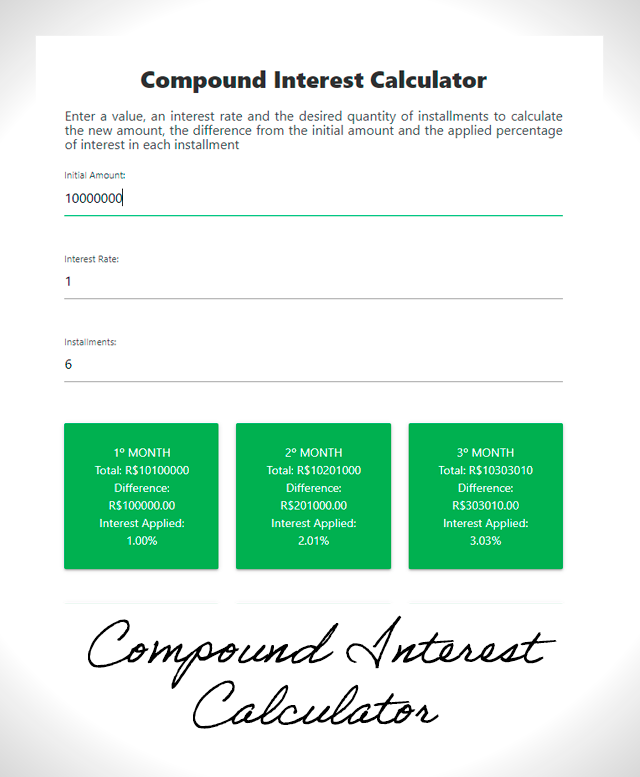 Compound Interest Calculator
Enter a value, an interest rate and the desired quantity of installments to calculate
the new amount, the difference from the initial amount and the applied percentage
of interest in each installment
Initial Amount:
10000000
Interest Rate:
1
Installments:
6
1º MONTH
Total: R$10100000
Difference:
R$100000.00
Interest Applied:
1.00%
2º MONTH
Total: R$10201000
Difference:
R$201000.00
Interest Applied:
2.01%
3º MONTH
Total: R$10303010
Difference:
R$303010.00
Interest Applied:
3.03%
Compound Interest
Calculator